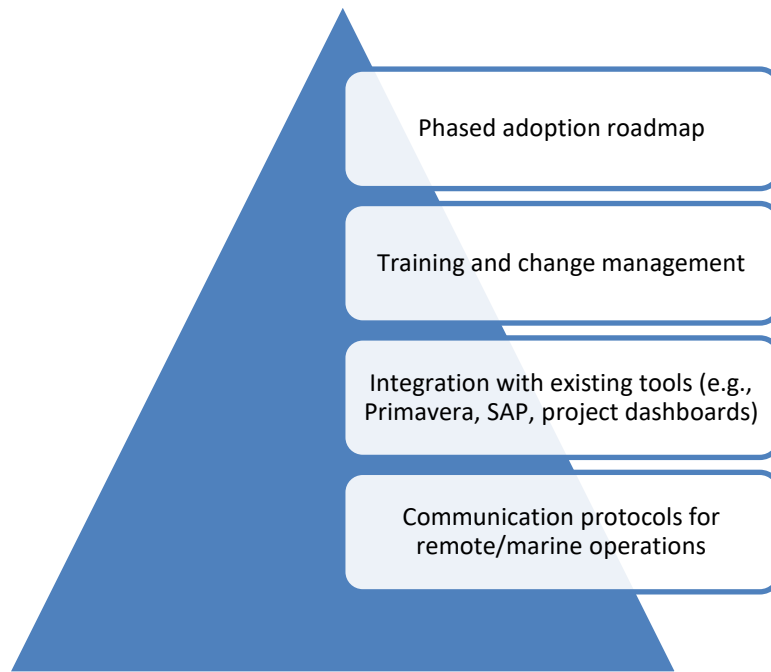 Phased adoption roadmap
Training and change management
Integration with existing tools (e.g.,
Primavera, SAP, project dashboards)
Communication protocols for
remote/marine operations